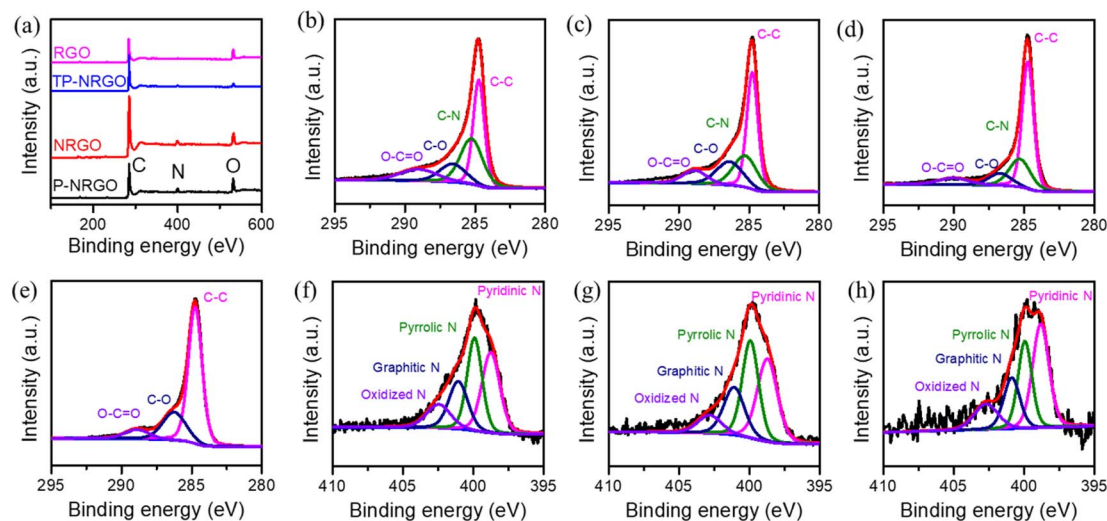 (a)
RGO
TP-NRGO
NRGO
P-NRGO
C
N
O
Intensity (a.u.)
200 400 600
Binding energy (eV)
(b)
C-C
C-N
C-O
O-C=O
Intensity (a.u.)
295 290 285 280
Binding energy (eV)
(c)
C-C
C-N
C-O
O-C=O
Intensity (a.u.)
295 290 285 280
Binding energy (eV)
(d)
C-C
C-N
C-O
O-C=O
Intensity (a.u.)
295 290 285 280
Binding energy (eV)
(e)
C-C
C-O
O-C=O
Intensity (a.u.)
295 290 285 280
Binding energy (eV)
(f)
Pyridinic N
Pyrrolic N
Graphitic N
Oxidized N
Intensity (a.u.)
410 405 400 395
Binding energy (eV)
(g)
Pyridinic N
Pyrrolic N
Graphitic N
Oxidized N
Intensity (a.u.)
410 405 400 395
Binding energy (eV)
(h)
Pyridinic N
Pyrrolic N
Graphitic N
Oxidized N
Intensity (a.u.)
410 405 400 395
Binding energy (eV)